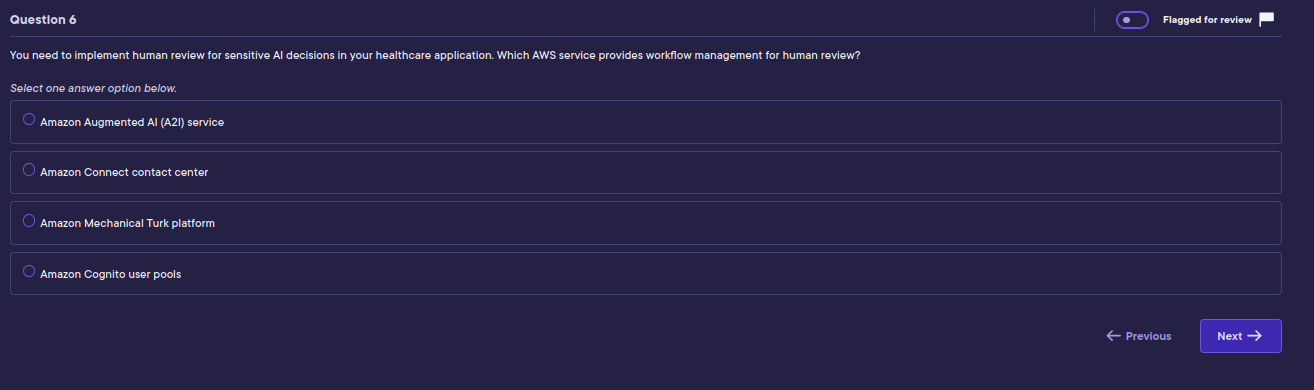 Question 6
Flagged for review
You need to implement human review for sensitive AI decisions in your healthcare application. Which AWS service provides workflow management for human review?
Select one answer option below.
Amazon Augmented AI (A2I) service
Amazon Connect contact center
Amazon Mechanical Turk platform
Amazon Cognito user pools
Previous
Next